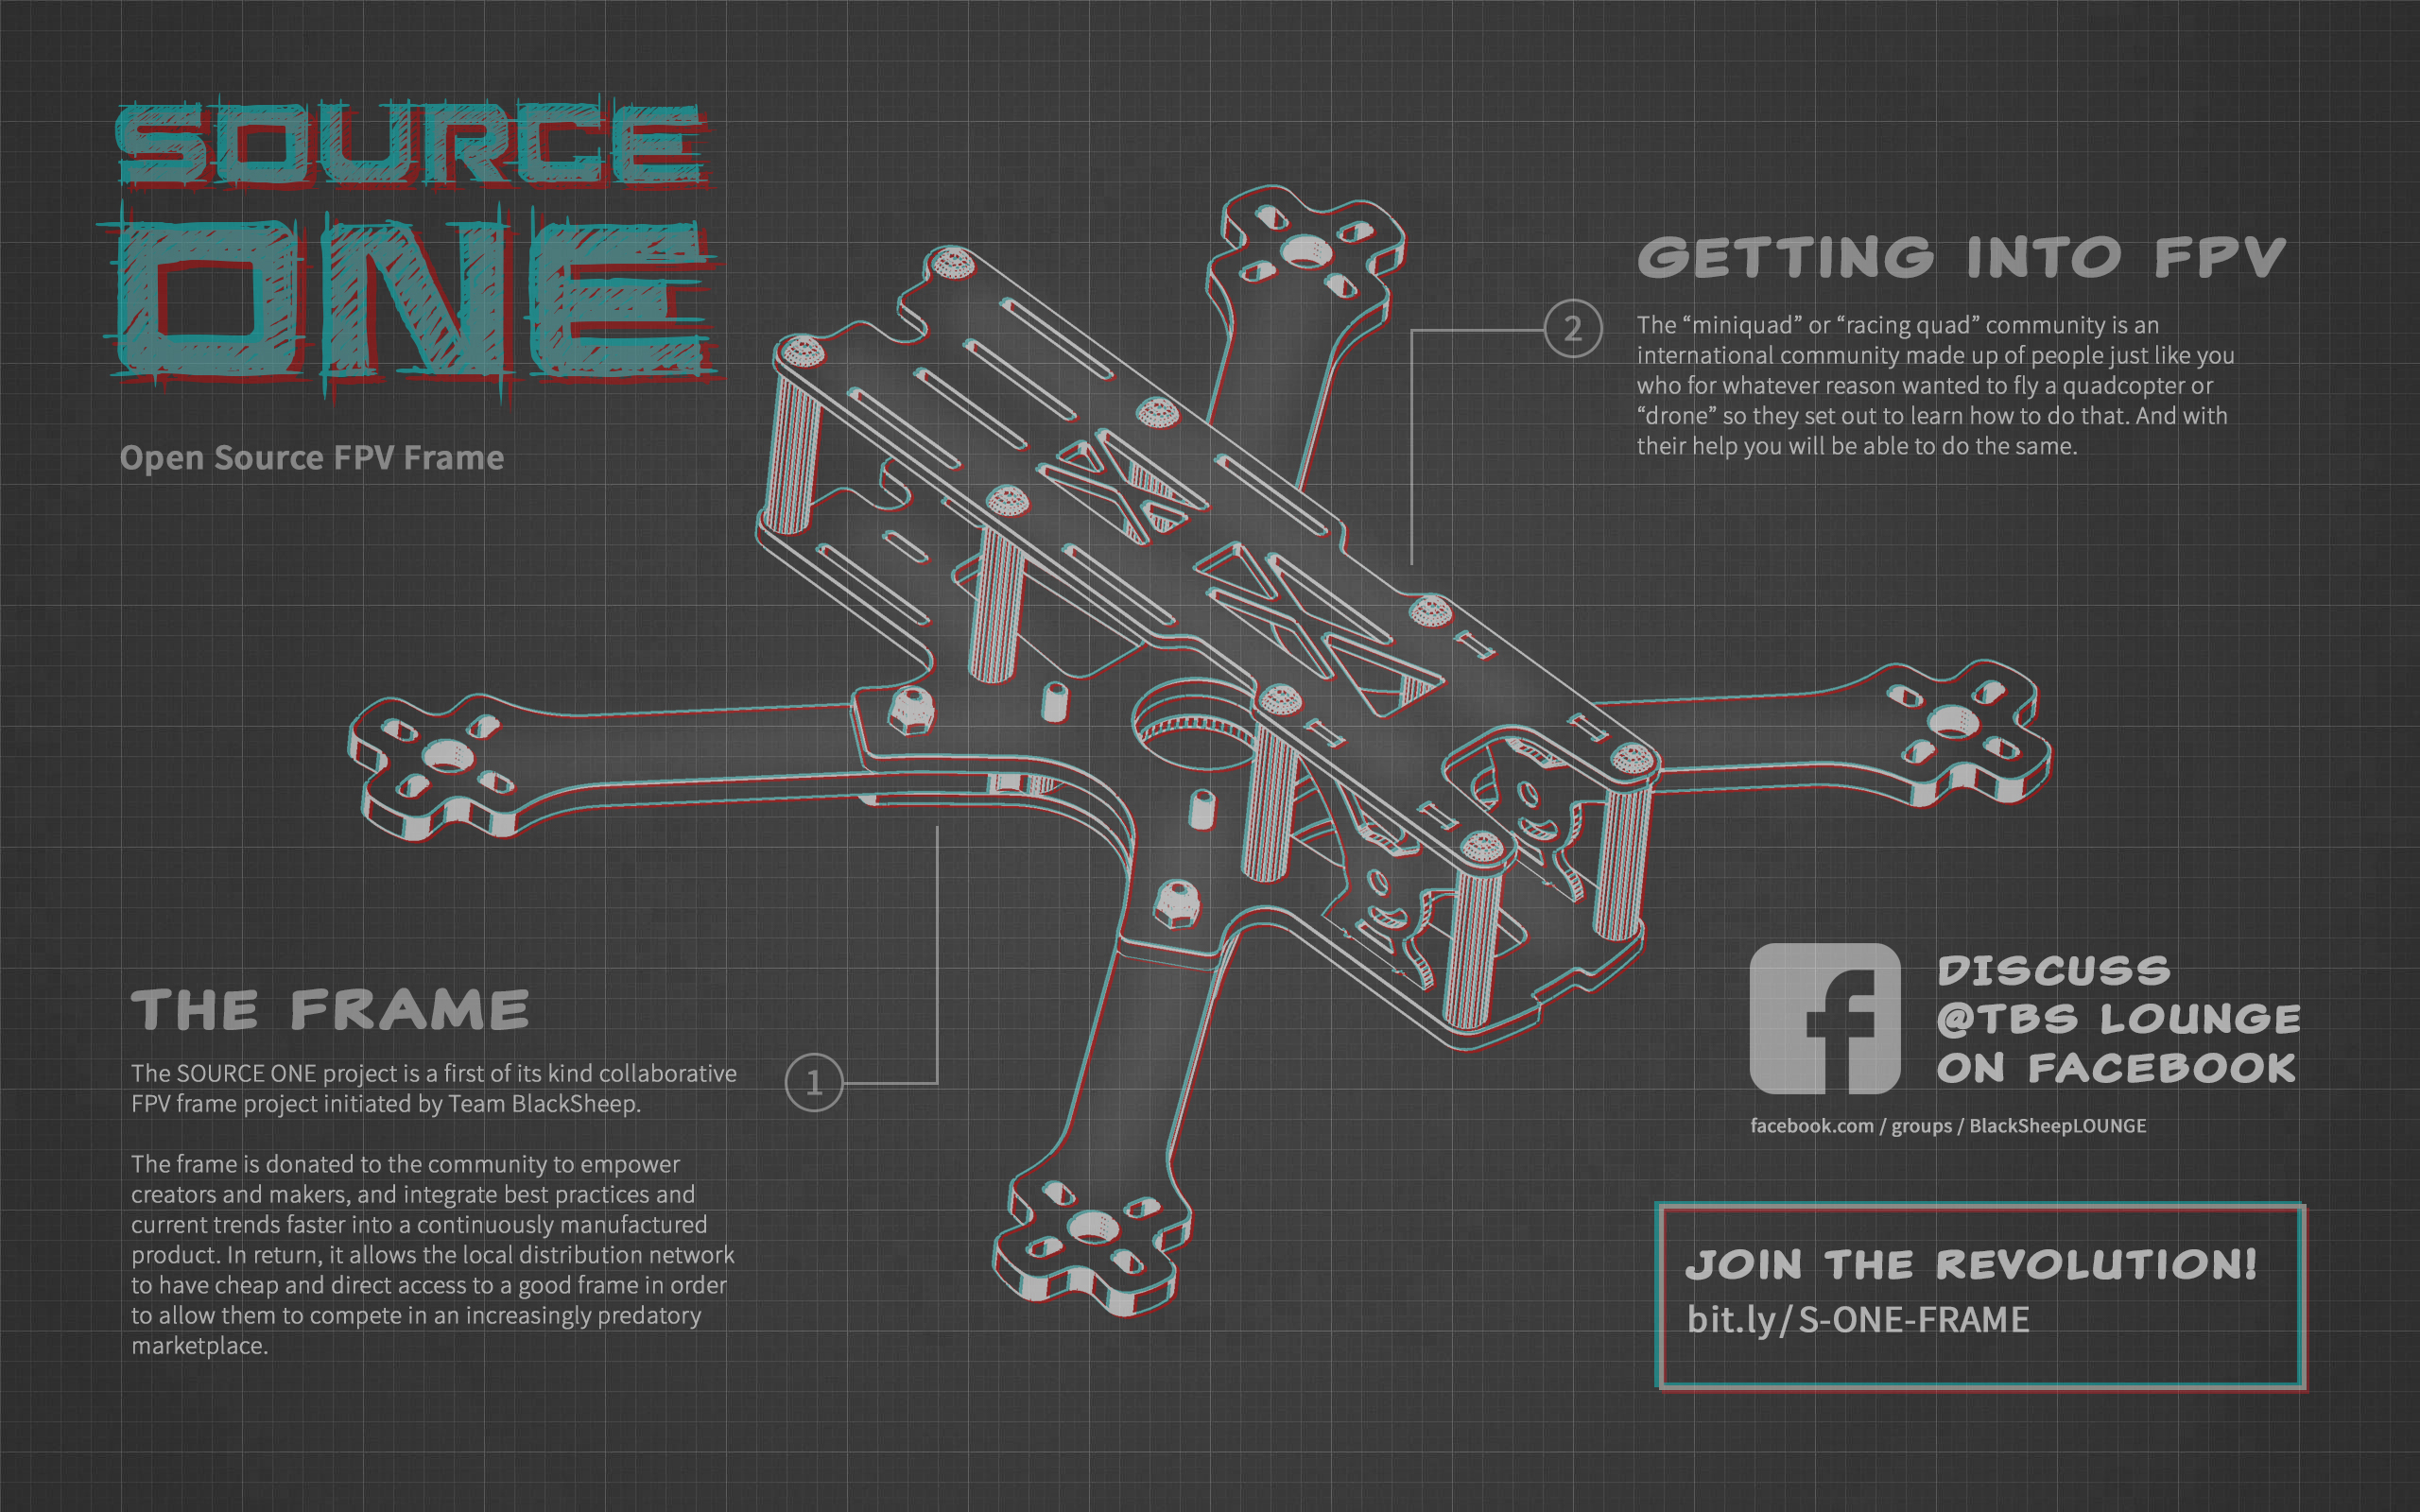 SOURCE
ONE
Open Source FPV Frame
GETTING INTO FPV
2
The “miniquad” or “racing quad” community is an
international community made up of people just like you
who for whatever reason wanted to fly a quadcopter or
“drone” so they set out to learn how to do that. And with
their help you will be able to do the same.
THE FRAME
The SOURCE ONE project is a first of its kind collaborative
FPV frame project initiated by Team BlackSheep.
1
The frame is donated to the community to empower
creators and makers, and integrate best practices and
current trends faster into a continuously manufactured
product. In return, it allows the local distribution network
to have cheap and direct access to a good frame in order
to allow them to compete in an increasingly predatory
marketplace.
DISCUSS
@TBS LOUNGE
ON FACEBOOK
facebook.com / groups / BlackSheepLOUNGE
JOIN THE REVOLUTION!
bit.ly/S-ONE-FRAME